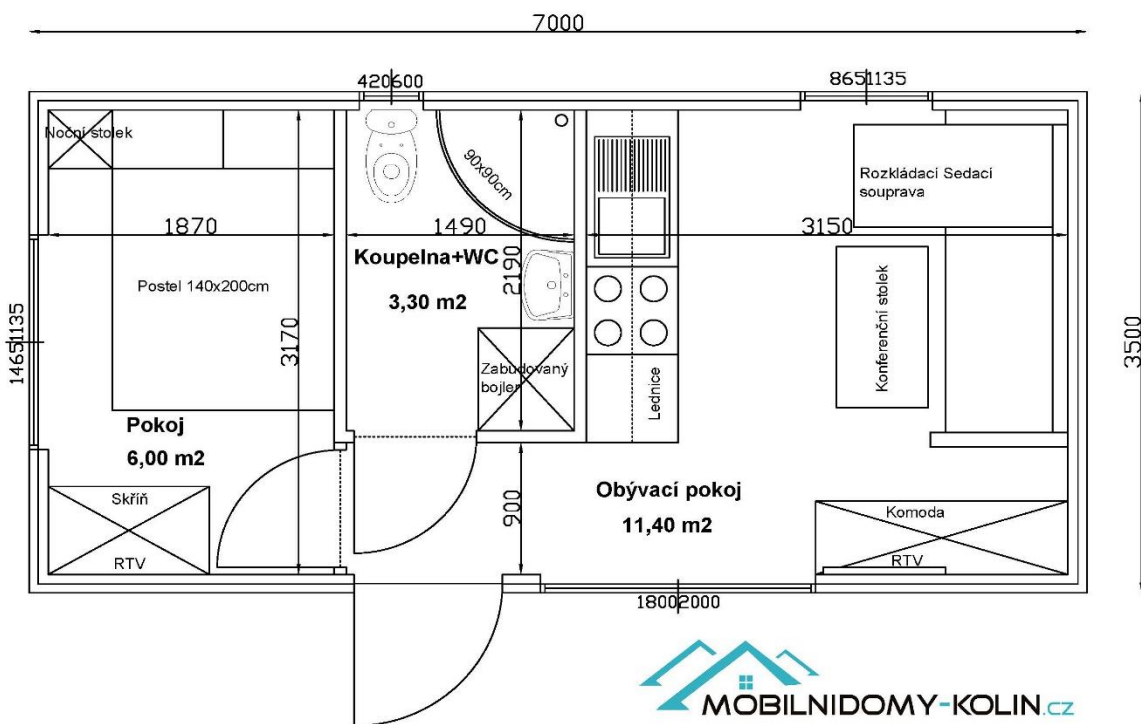 7000
420600
8651135
Noční stolek
90x90cm
Rozkládací Sedací
souprava
1870
1490
3150
Koupelna+WC
3,30 m2
2190
Postel 140x200cm
14651135
3170
Konferenční stolek
3500
Zabudovaný
bojler
Lednice
Pokoj
6,00 m2
Skříň
RTV
900
Obývací pokoj
11,40 m2
Komoda
RTV
18002000
MOBILNIDOMY-KOLIN.cz